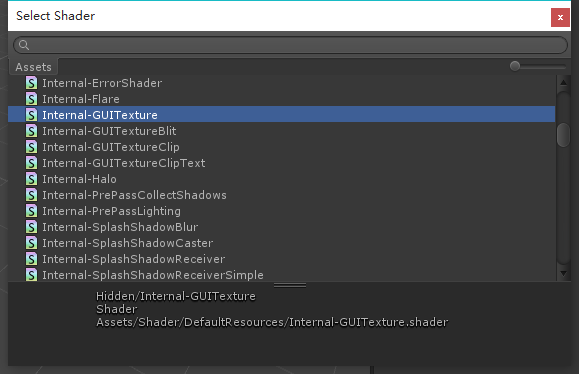 Select Shader
x
Assets
S Internal-ErrorShader
S Internal-Flare
S Internal-GUITexture
S Internal-GUITextureBlit
S Internal-GUITextureClip
S Internal-GUITextureClipText
S Internal-Halo
S Internal-PrePassCollectShadows
S Internal-PrePassLighting
S Internal-SplashShadowBlur
S Internal-SplashShadowCaster
S Internal-SplashShadowReceiver
S Internal-SplashShadowReceiverSimple
Hidden/Internal-GUITexture
Shader
Assets/Shader/DefaultResources/Internal-GUITexture.shader